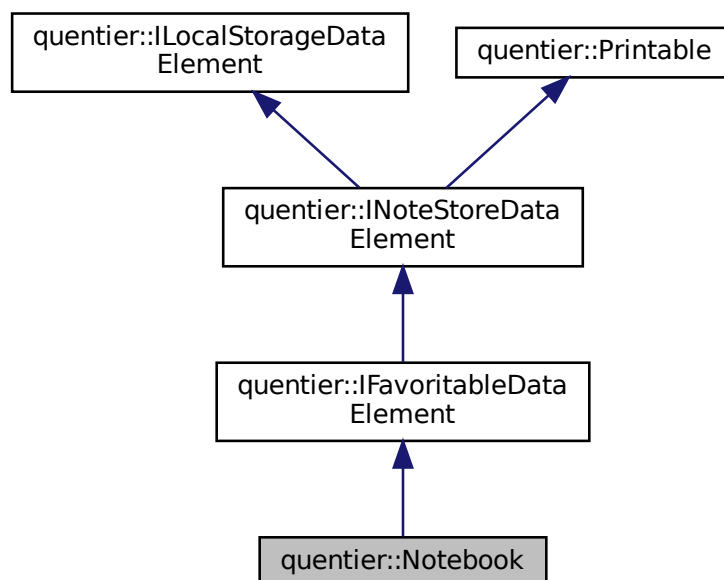 quentier::ILocalStorageData
Element
quentier::Printable
quentier::INoteStoreData
Element
quentier::IFavoritableData
Element
quentier::Notebook